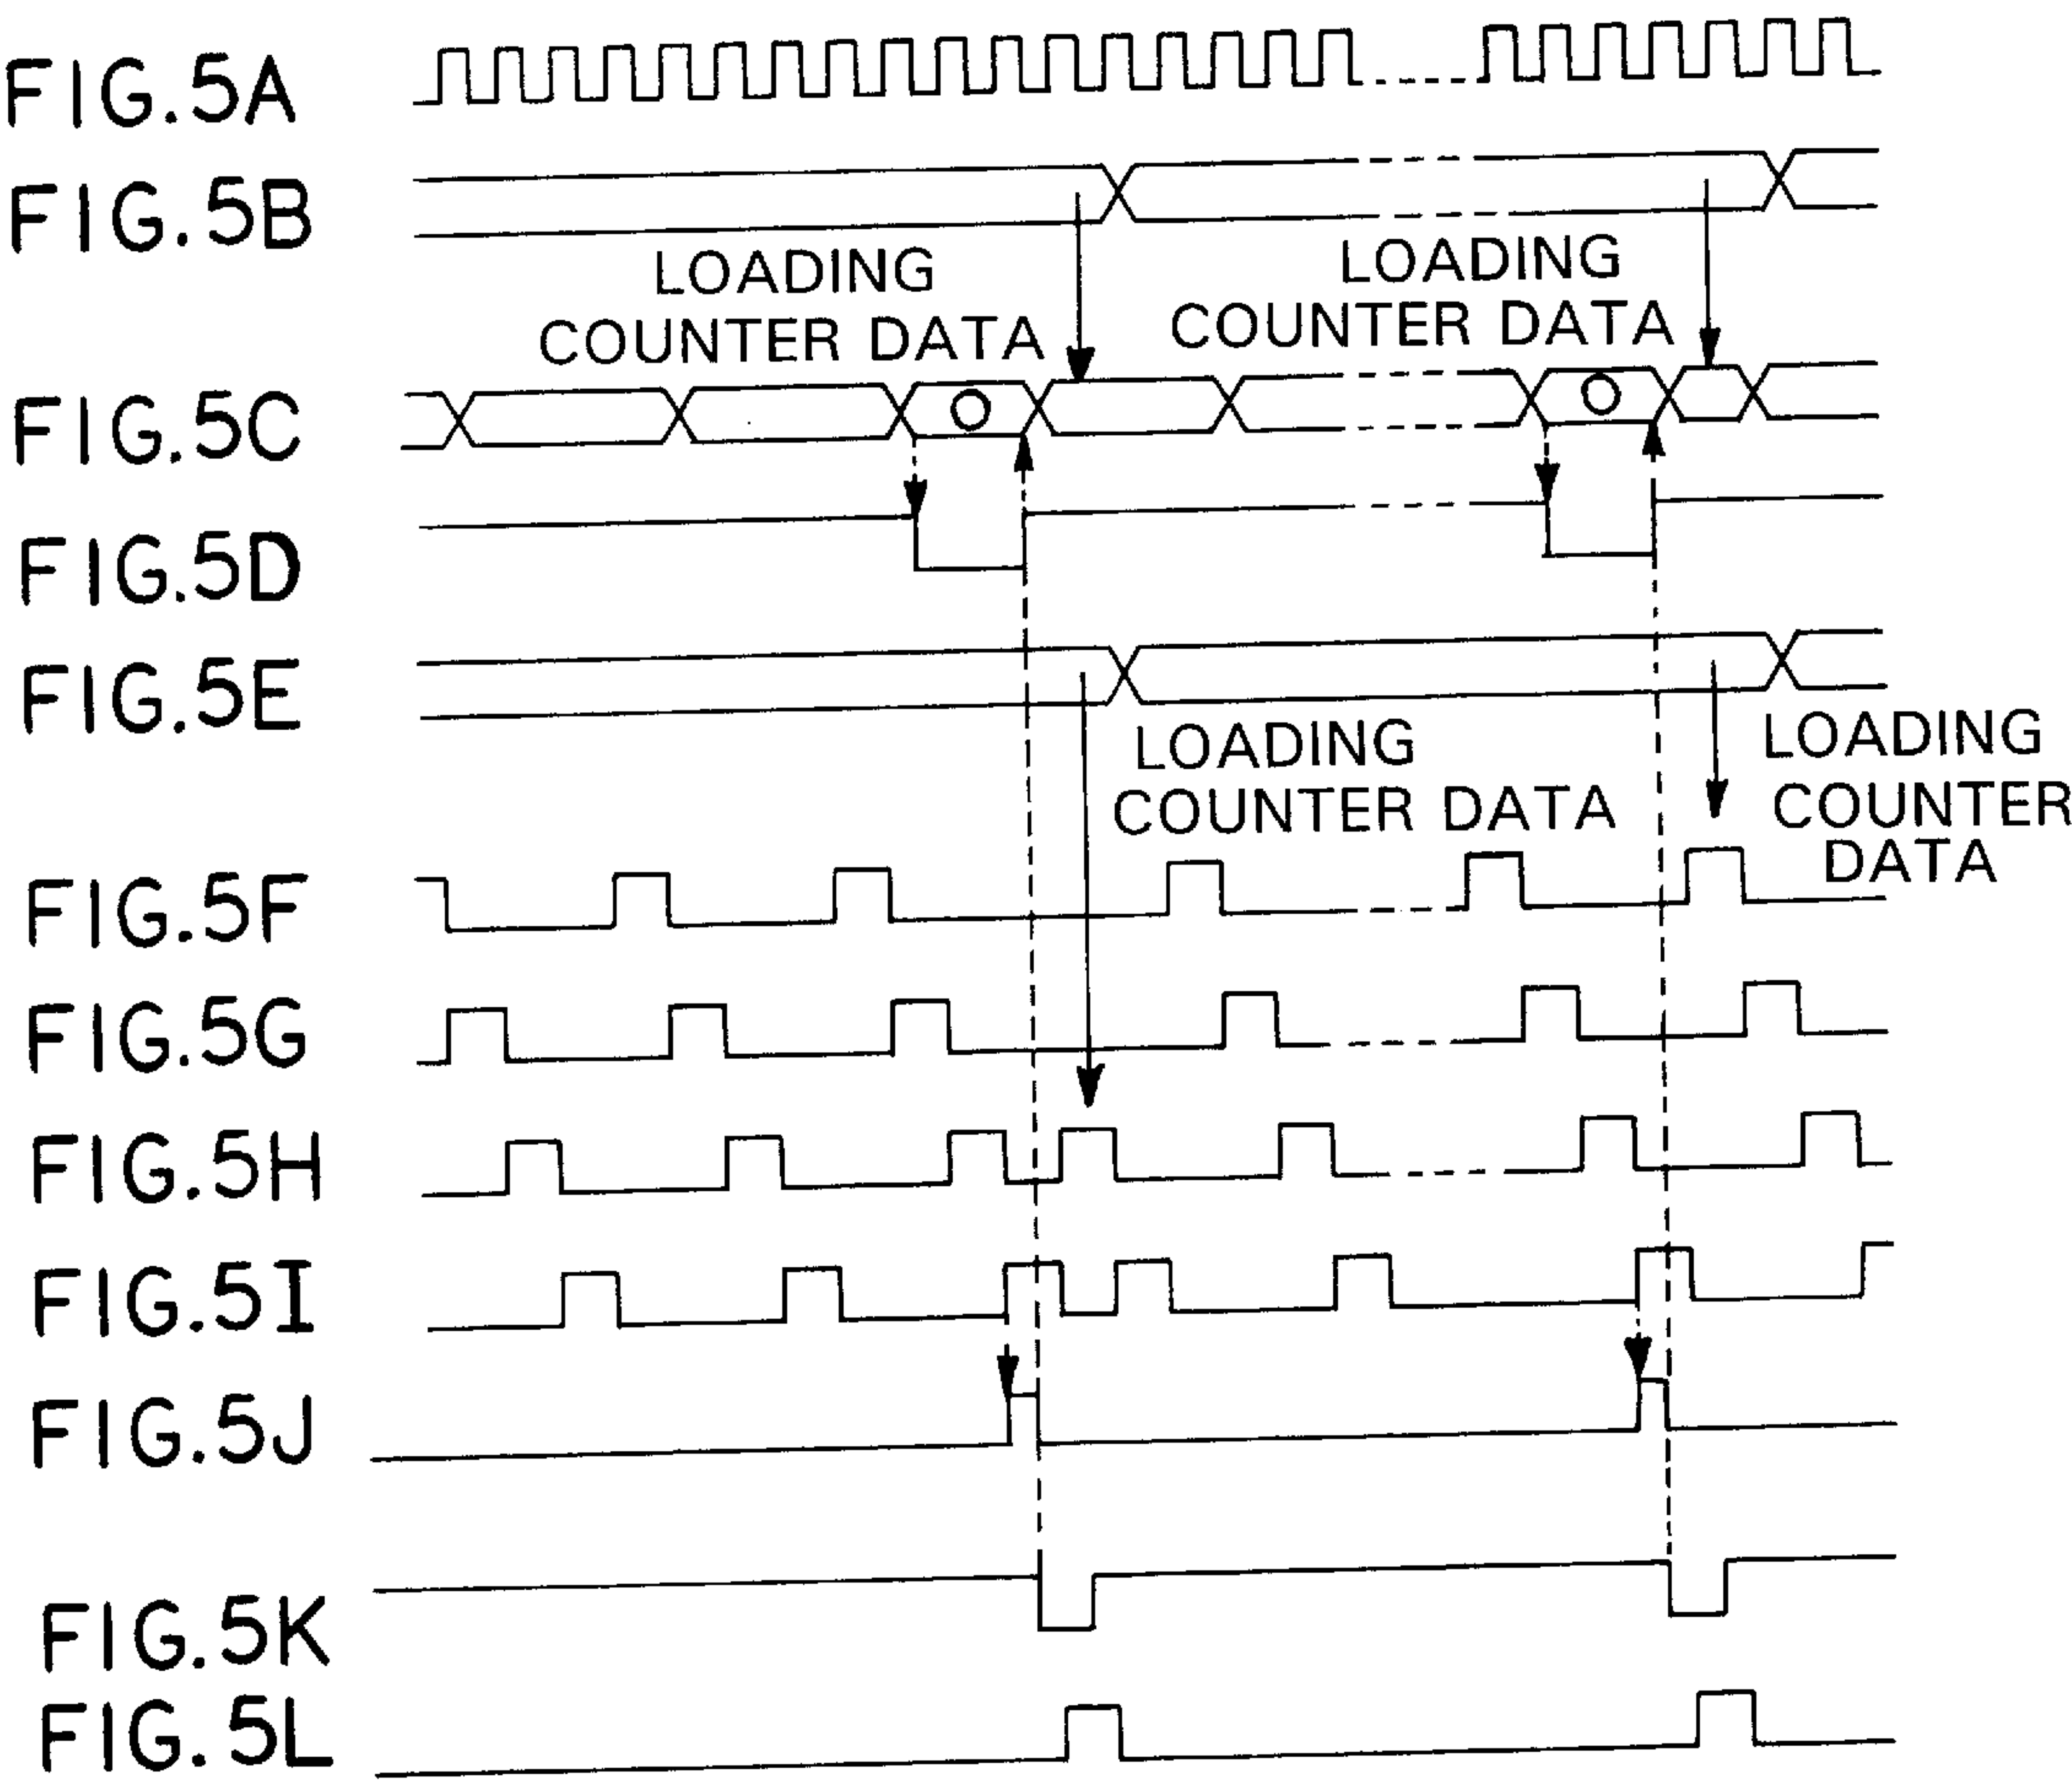 FIG.5A
FIG.5B
LOADING
COUNTER DATA
LOADING
COUNTER DATA
FIG.5C
O
O
FIG.5D
FIG.5E
LOADING
COUNTER DATA
LOADING
COUNTER
DATA
FIG.5F
FIG.5G
FIG.5H
FIG.5I
FIG.5J
FIG.5K
FIG.5L